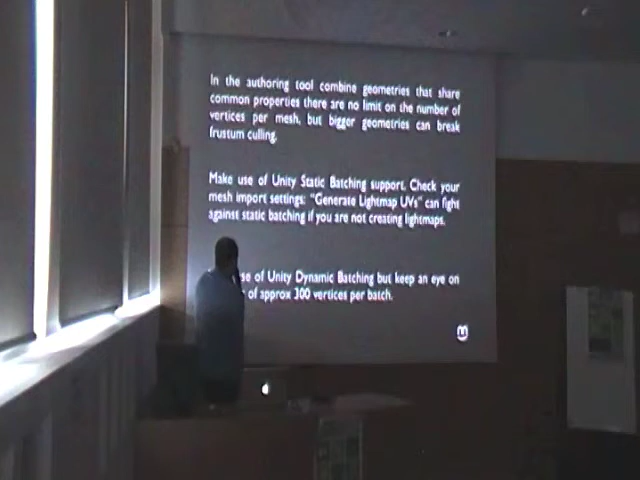 In the authoring tool combine geometries that share
common properties there are no limit on the number of
vertices per mesh, but bigger geometries can break
frustum culling.
Make use of Unity Static Batching support. Check your
mesh import settings: "Generate Lightmap UVs" can fight
against static batching if you are not creating lightmaps.
se of Unity Dynamic Batching but keep an eye on
of approx 300 vertices per batch.